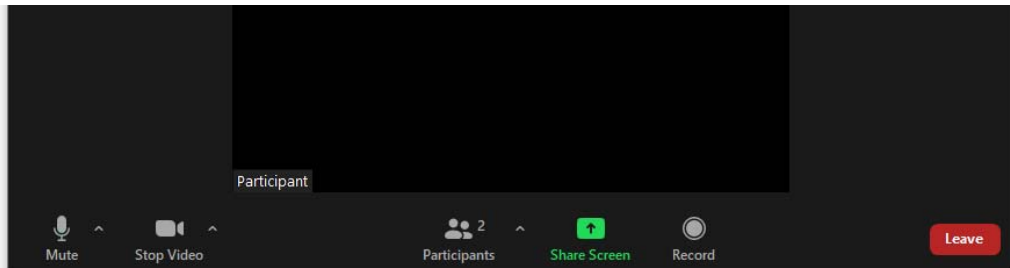 Participant
2
Mute
Stop Video
Participants
Share Screen
Record
Leave